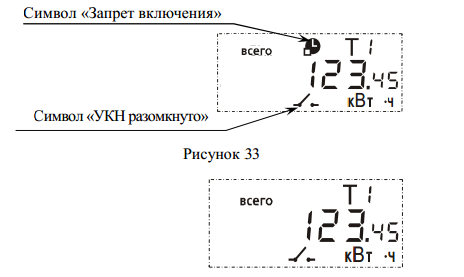 Символ «Запрет включения»
всего T1
123.45
Символ «УКН разомкнуто»
кВт ·ч
Рисунок 33
всего T1
123.45
кВт ·ч